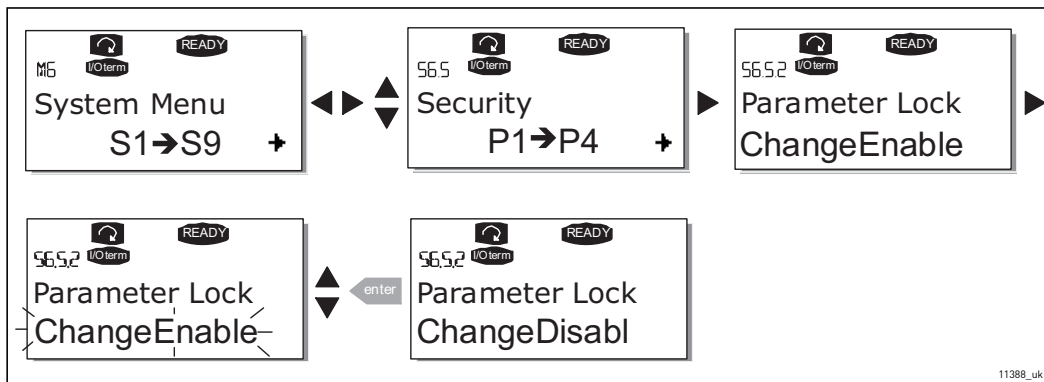 READY
M6 I/Oterm
System Menu
S1→S9
READY
S6.5 I/Oterm
Security
P1→P4
READY
S6.5.2 I/Oterm
Parameter Lock
ChangeEnable
READY
S6.5.2 I/Oterm
Parameter Lock
ChangeEnable
enter
READY
S6.5.2 I/Oterm
Parameter Lock
ChangeDisabl
11388_uk